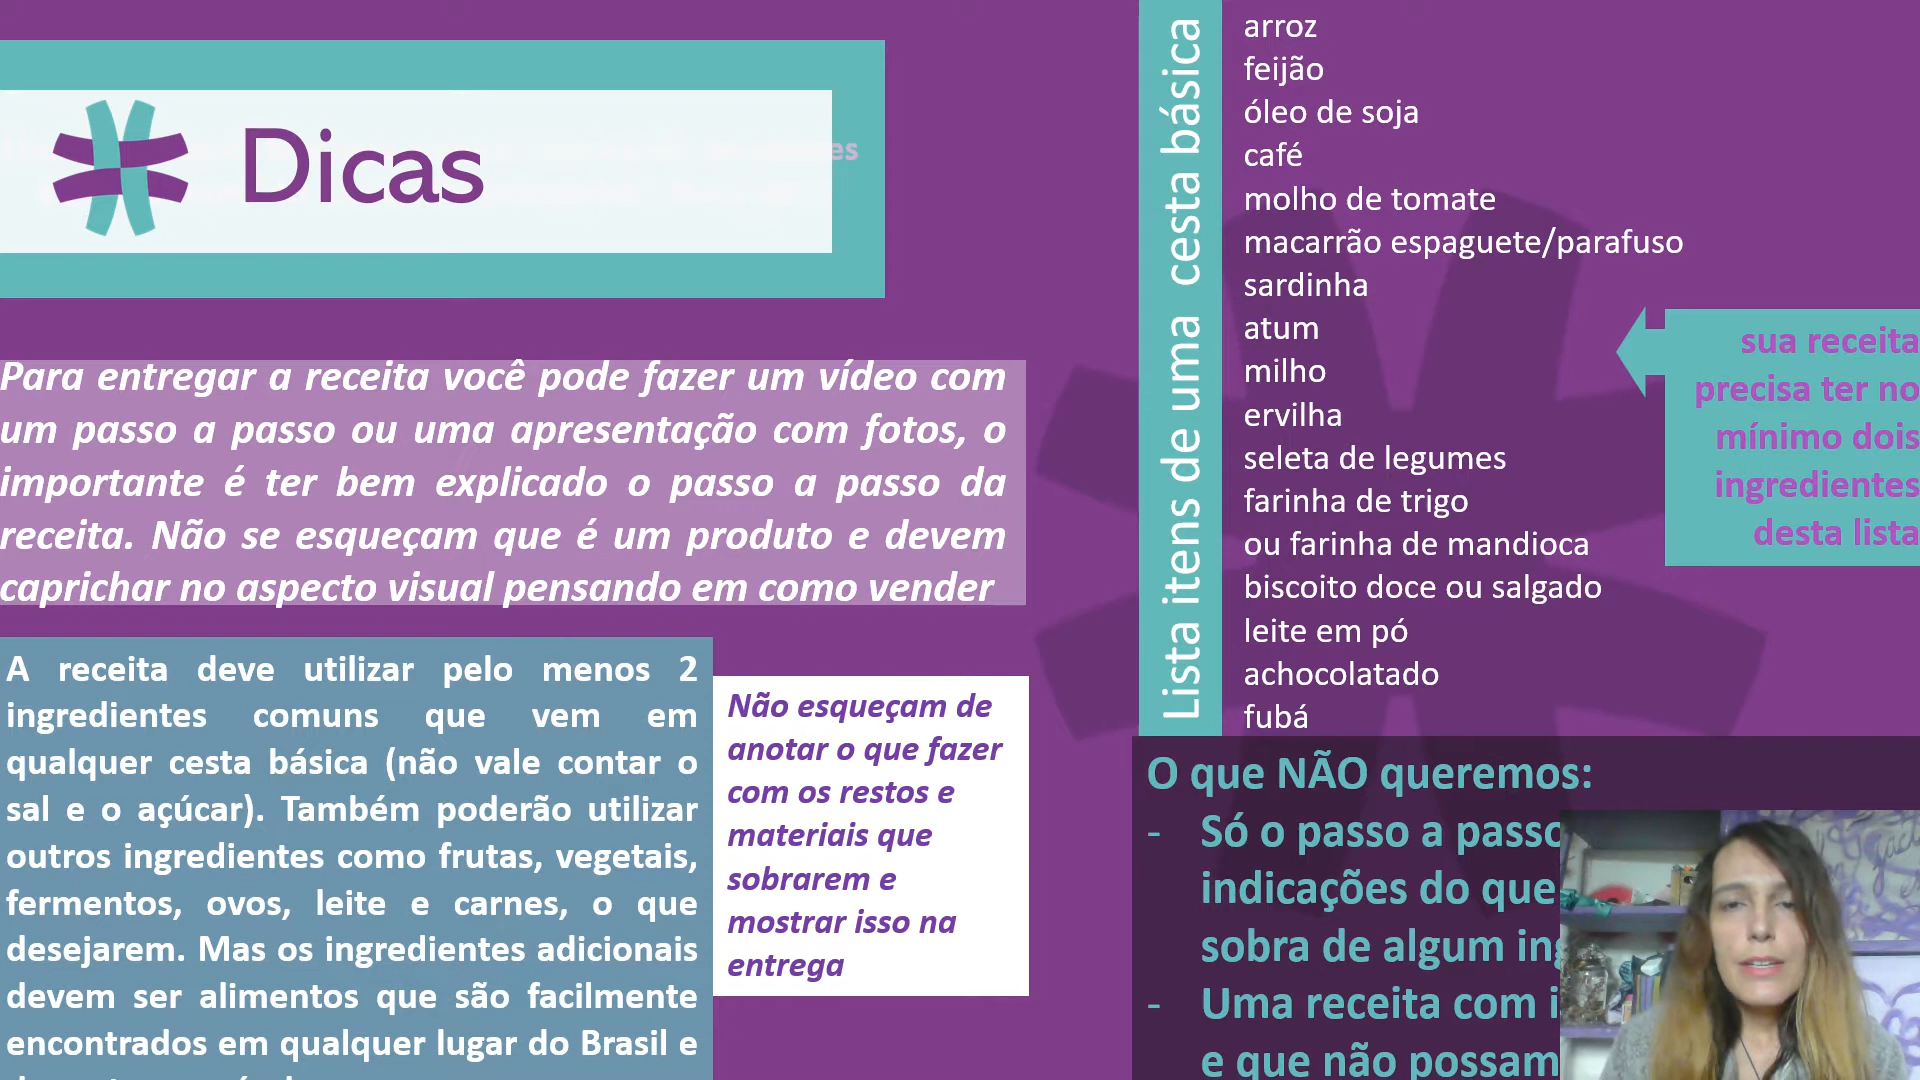 Dicas
Para entregar a receita você pode fazer um vídeo com
um passo a passo ou uma apresentação com fotos, o
importante é ter bem explicado o passo a passo da
receita. Não se esqueçam que é um produto e devem
caprichar no aspecto visual pensando em como vender
A receita deve utilizar pelo menos 2
ingredientes comuns que vem em
qualquer cesta básica (não vale contar o
sal e o açúcar). Também poderão utilizar
outros ingredientes como frutas, vegetais,
fermentos, ovos, leite e carnes, o que
desejarem. Mas os ingredientes adicionais
devem ser alimentos que são facilmente
encontrados em qualquer lugar do Brasil e
Não esqueçam de
anotar o que fazer
com os restos e
materiais que
sobrarem e
mostrar isso na
entrega
Lista itens de uma cesta básica
arroz
feijão
óleo de soja
café
molho de tomate
macarrão espaguete/parafuso
sardinha
atum
milho
ervilha
seleta de legumes
farinha de trigo
ou farinha de mandioca
biscoito doce ou salgado
leite em pó
achocolatado
fubá
sua receita
precisa ter no
mínimo dois
ingredientes
desta lista
O que NÃO queremos:
- Só o passo a passo
indicações do que
sobra de algum
- Uma receita com
e que não possam